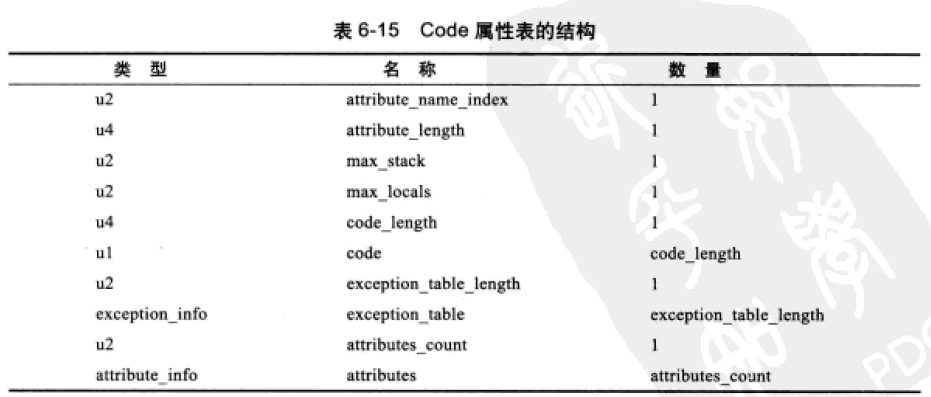 表 6-15 Code 属性表的结构
类 型 名 称 数 量
u2 attribute_name_index 1
u4 attribute_length 1
u2 max_stack 1
u2 max_locals 1
u4 code_length 1
u1 code code_length
u2 exception_table_length 1
exception_info exception_table exception_table_length
u2 attributes_count 1
attribute_info attributes attributes_count
PDG